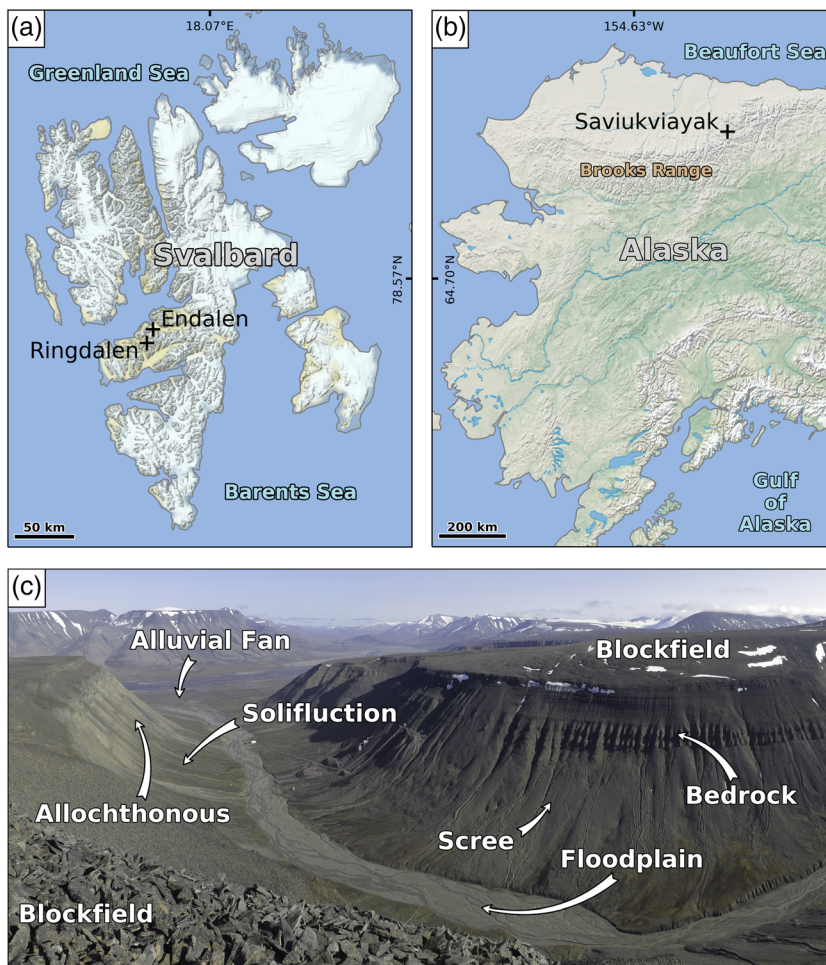 (a)
18.07°E
Greenland Sea
Svalbard
Endalen
Ringdalen
Barents Sea
50 km
78.57°N
(b)
154.63°W
Beaufort Sea
Saviukviayak
Brooks Range
Alaska
64.70°N
Gulf
of
Alaska
200 km
(c)
Alluvial Fan
Blockfield
Solifluction
Allochthonous
Bedrock
Scree
Floodplain
Blockfield